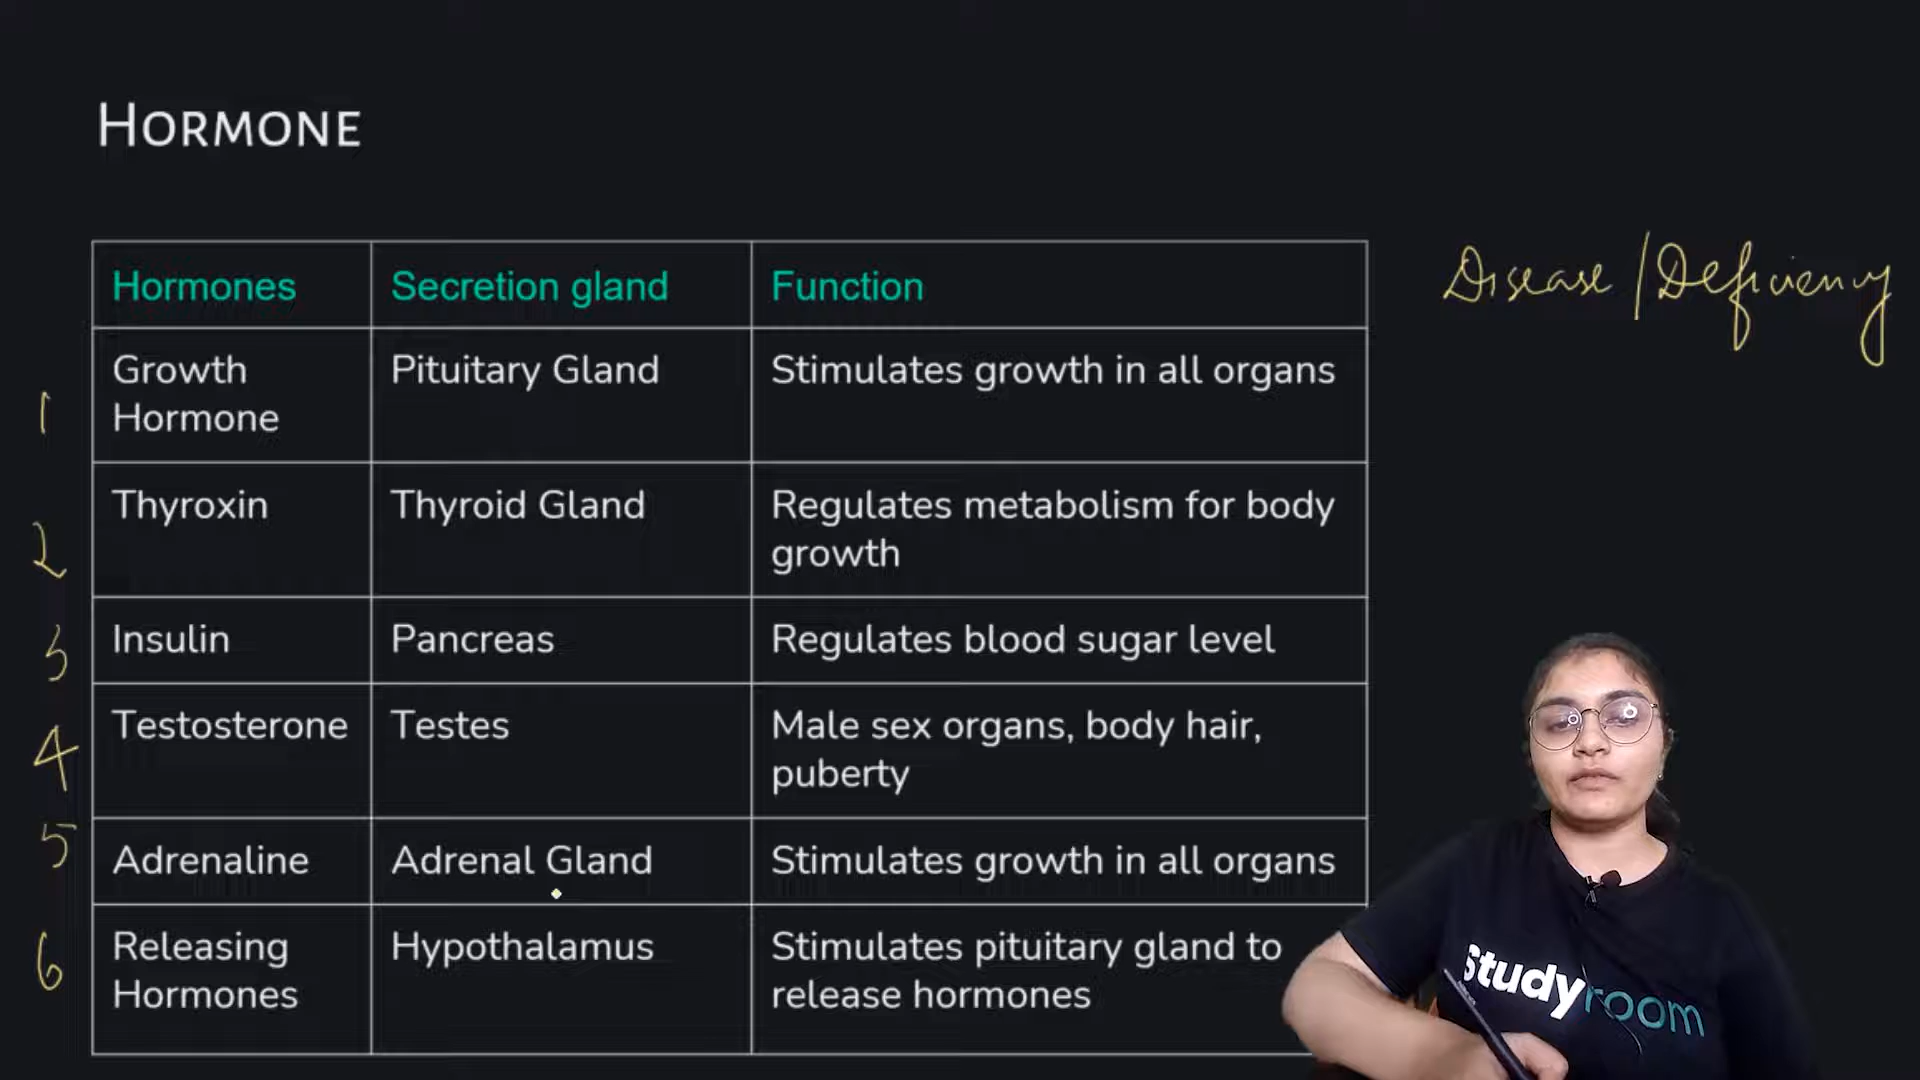 HORMONE
Hormones Secretion gland Function
Disease/Deficiency
1
Growth Pituitary Gland Stimulates growth in all organs
Hormone
2
Thyroxin Thyroid Gland Regulates metabolism for body
growth
3
Insulin Pancreas Regulates blood sugar level
4
Testosterone Testes Male sex organs, body hair,
puberty
5
Adrenaline Adrenal Gland Stimulates growth in all organs
6
Releasing Hypothalamus Stimulates pituitary gland to
Hormones release hormones
Studyroom